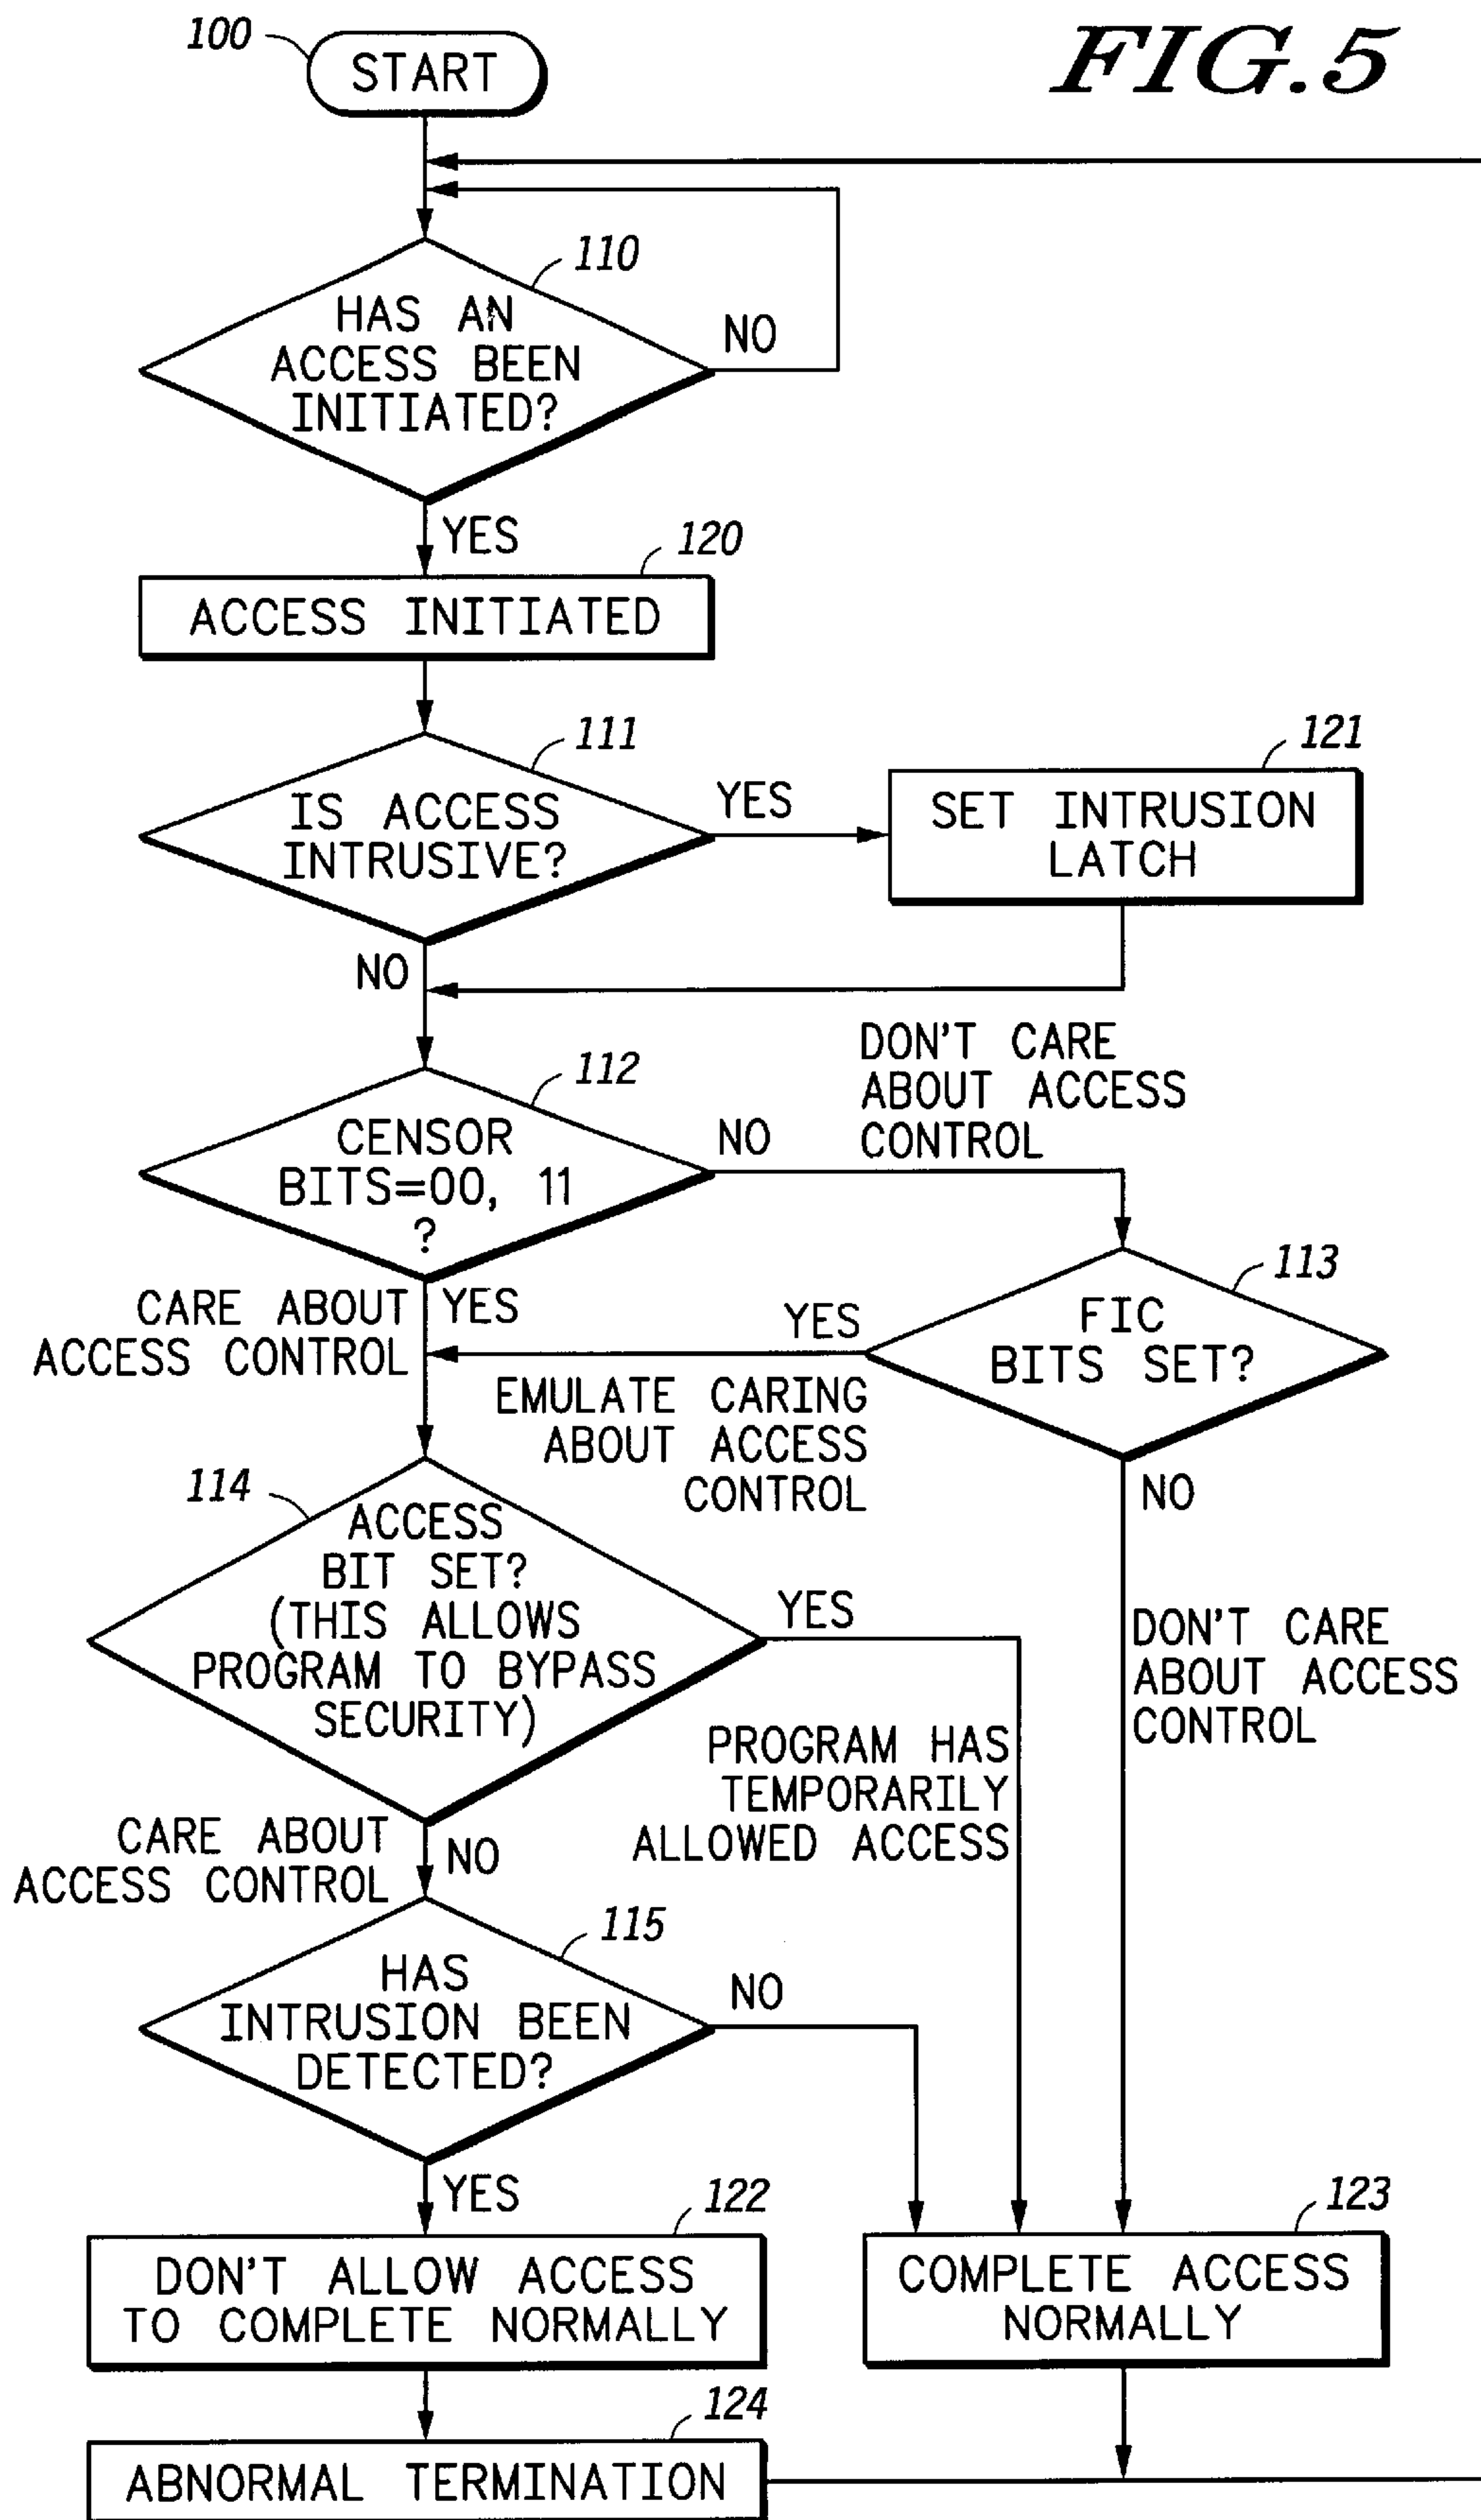 100
START
FIG.5
110
HAS AN
ACCESS BEEN
INITIATED?
NO
YES
120
ACCESS INITIATED
111
IS ACCESS
INTRUSIVE?
YES
121
SET INTRUSION
LATCH
NO
112
CENSOR
BITS=00, 11
?
NO
DON'T CARE
ABOUT ACCESS
CONTROL
CARE ABOUT
ACCESS CONTROL
YES
113
FIC
BITS SET?
YES
EMULATE CARING
ABOUT ACCESS
CONTROL
NO
114
ACCESS
BIT SET?
(THIS ALLOWS
PROGRAM TO BYPASS
SECURITY)
YES
DON'T CARE
ABOUT ACCESS
CONTROL
PROGRAM HAS
TEMPORARILY
ALLOWED ACCESS
CARE ABOUT
ACCESS CONTROL
NO
115
HAS
INTRUSION BEEN
DETECTED?
NO
YES
122
DON'T ALLOW ACCESS
TO COMPLETE NORMALLY
123
COMPLETE ACCESS
NORMALLY
124
ABNORMAL TERMINATION